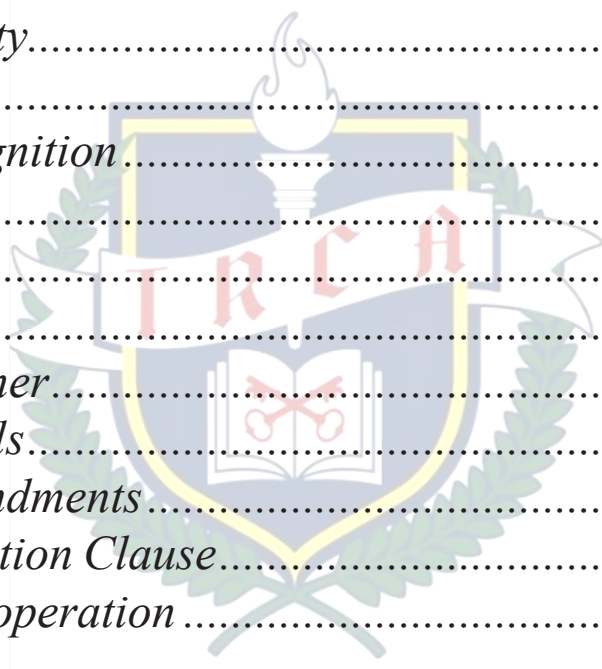 ty..............................................
..............................................
gnition..............................................
..............................................
..............................................
..............................................
ner..............................................
ls..............................................
ndments..............................................
tion Clause..............................................
operation ..............................................
IRCA